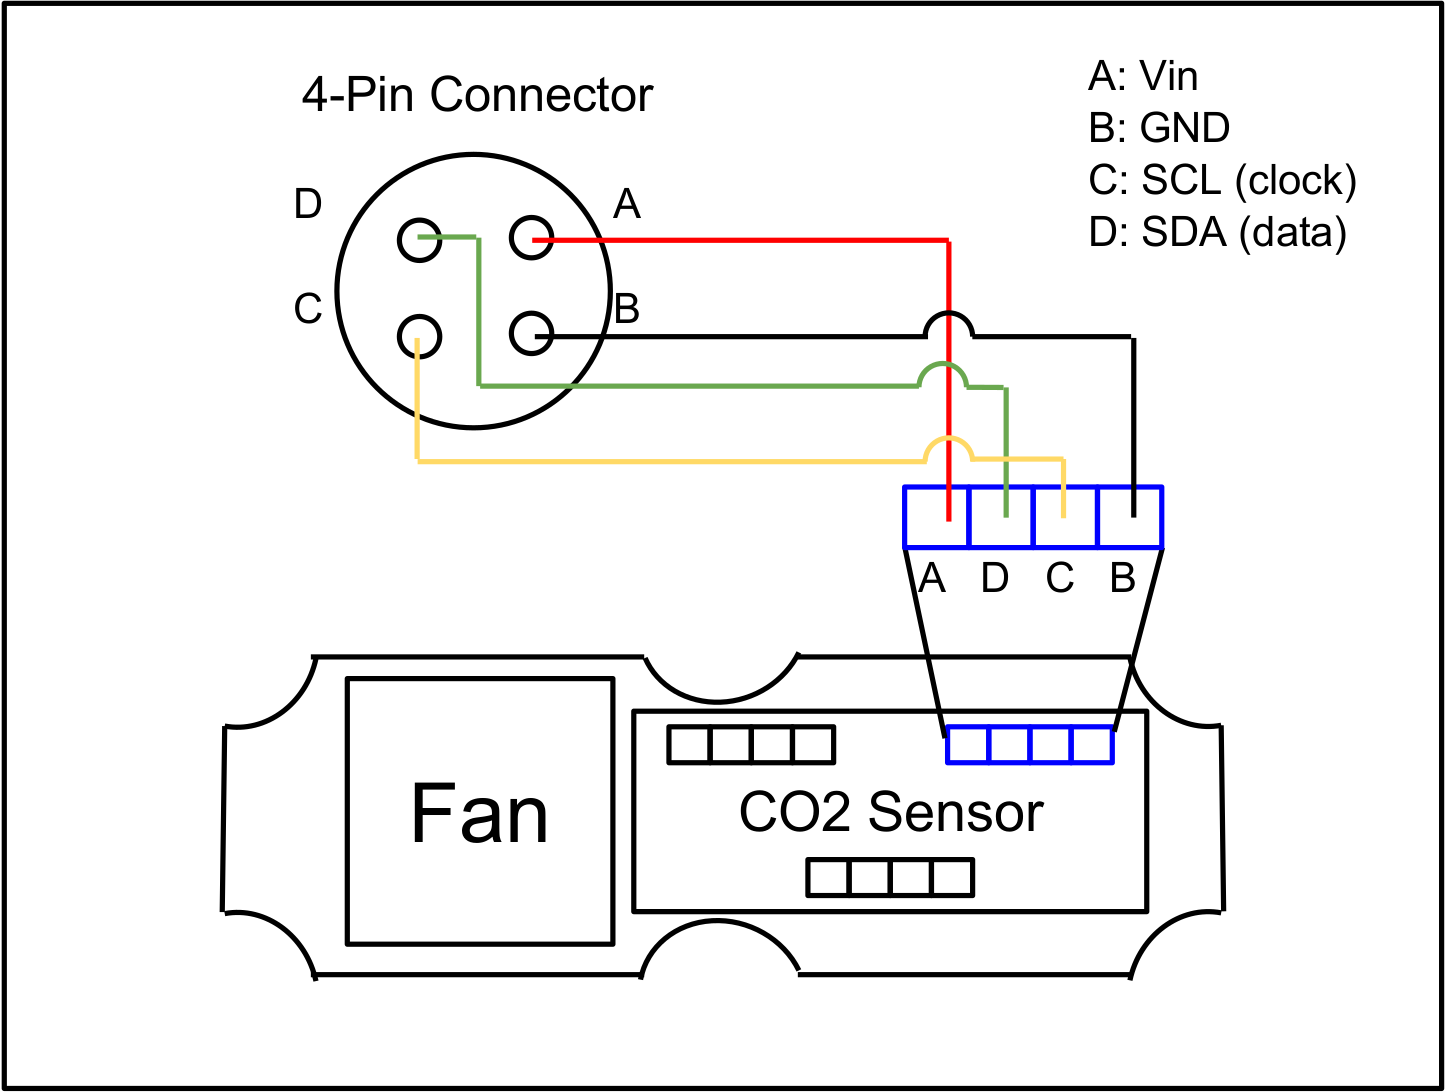 4-Pin Connector
A: Vin
B: GND
C: SCL (clock)
D: SDA (data)
D
A
C
B
A D C B
Fan
CO2 Sensor